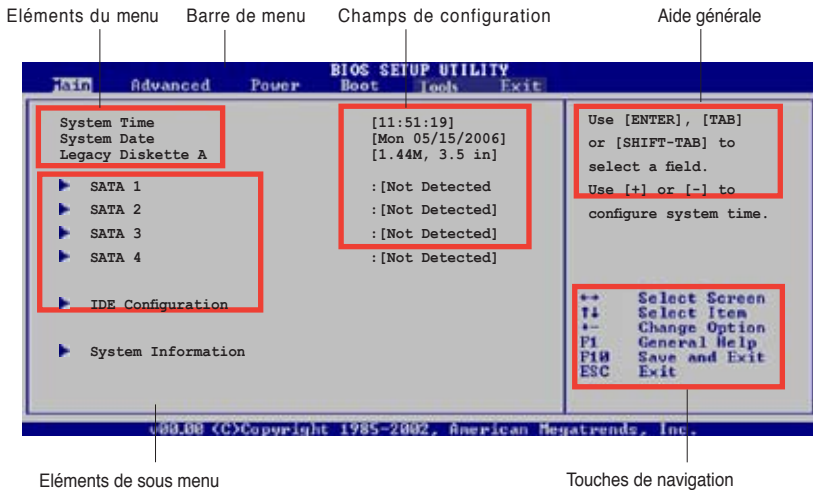 Eléments du menu Barre de menu Champs de configuration Aide générale
BIOS SETUP UTILITY
Main Advanced Power Boot Tools Exit
System Time [11:51:19]
System Date [Mon 05/15/2006]
Legacy Diskette A [1.44M, 3.5 in]
SATA 1 :[Not Detected
SATA 2 :[Not Detected]
SATA 3 :[Not Detected]
SATA 4 :[Not Detected]
IDE Configuration
System Information
Use [ENTER], [TAB]
or [SHIFT-TAB] to
select a field.
Use [+] or [-] to
configure system time.
↔ Select Screen
↑↓ Select Item
+- Change Option
F1 General Help
F10 Save and Exit
ESC Exit
v00.00 (C)Copyright 1985-2002, American Megatrends, Inc.
Eléments de sous menu Touches de navigation